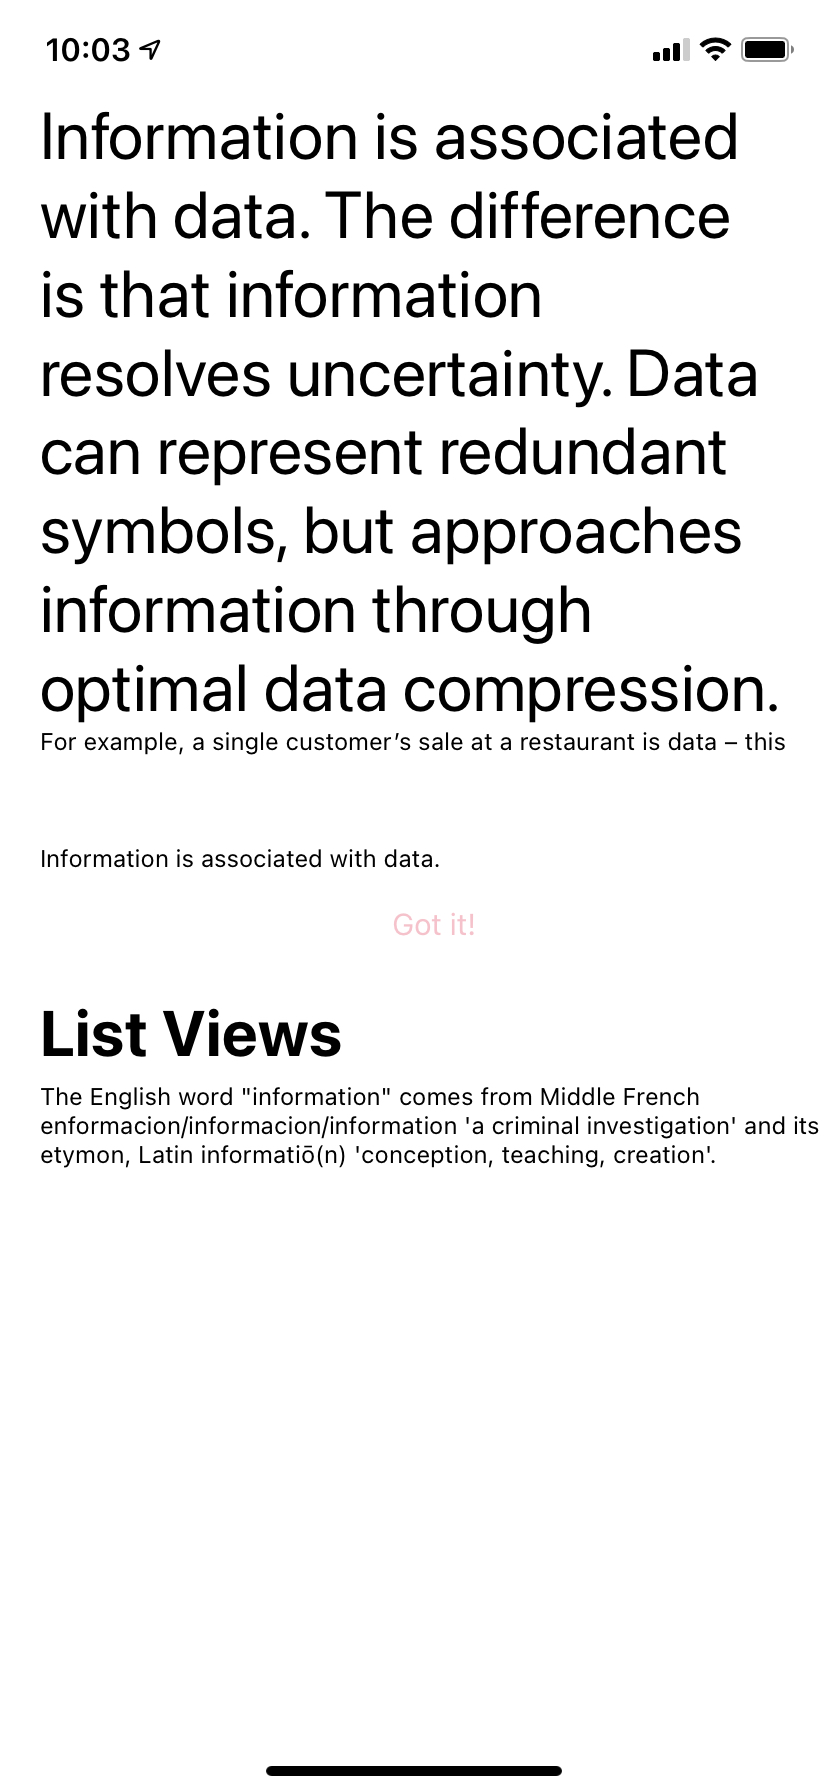 10:03
Information is associated
with data. The difference
is that information
resolves uncertainty. Data
can represent redundant
symbols, but approaches
information through
optimal data compression.
For example, a single customer’s sale at a restaurant is data – this
Information is associated with data.
Got it!
List Views
The English word "information" comes from Middle French
enformacion/informacion/information 'a criminal investigation' and its
etymon, Latin informatiō(n) 'conception, teaching, creation'.